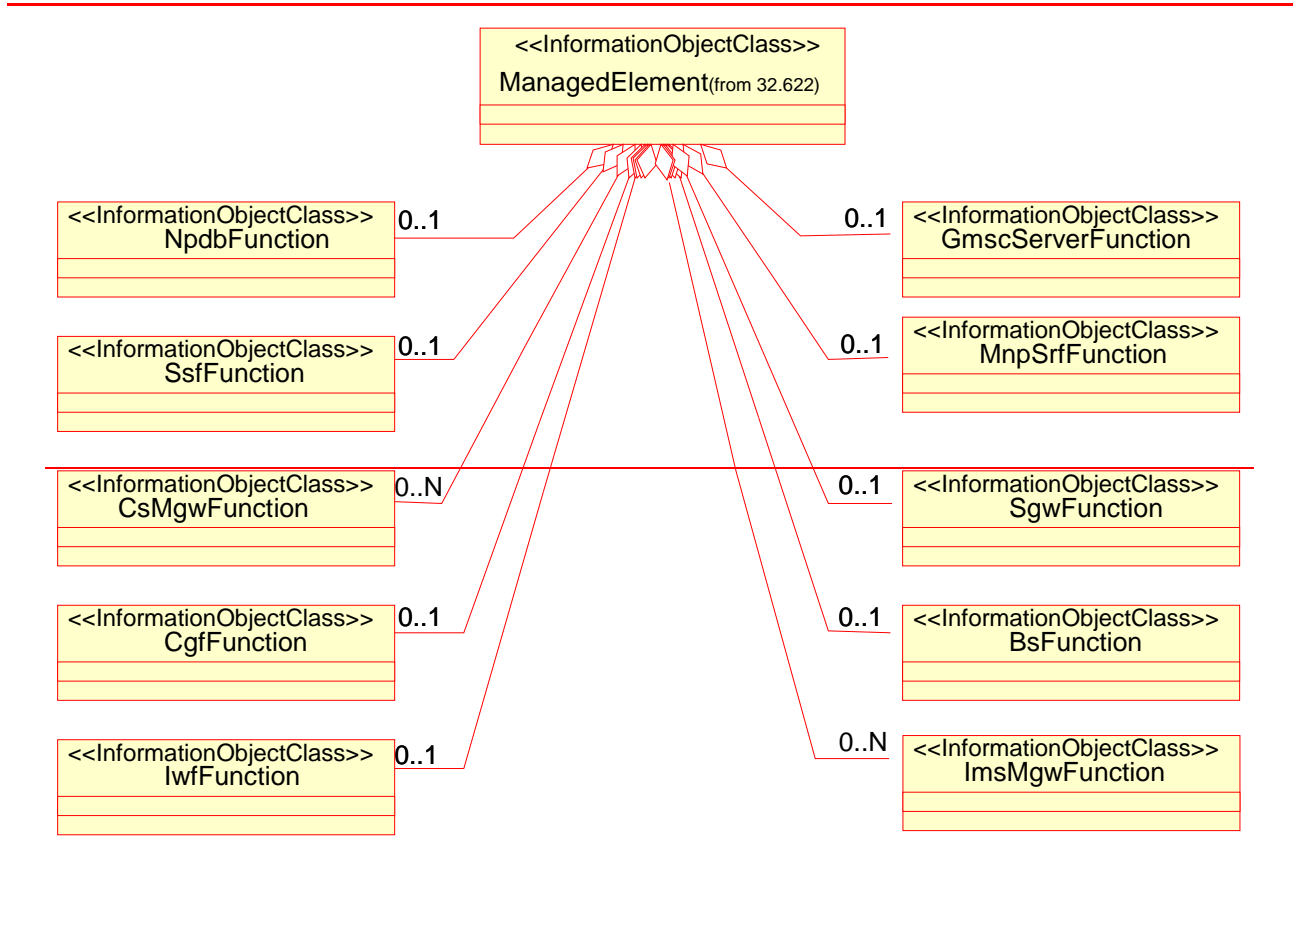 <<InformationObjectClass>>
ManagedElement(from 32.622)
<<InformationObjectClass>>
NpdbFunction
0..1
0..1
<<InformationObjectClass>>
GmscServerFunction
<<InformationObjectClass>>
SsfFunction
0..1
0..1
<<InformationObjectClass>>
MnpSrfFunction
<<InformationObjectClass>>
CsMgwFunction
0..N
0..1
<<InformationObjectClass>>
SgwFunction
<<InformationObjectClass>>
CgfFunction
0..1
0..1
<<InformationObjectClass>>
BsFunction
<<InformationObjectClass>>
IwfFunction
0..1
0..N
<<InformationObjectClass>>
ImsMgwFunction